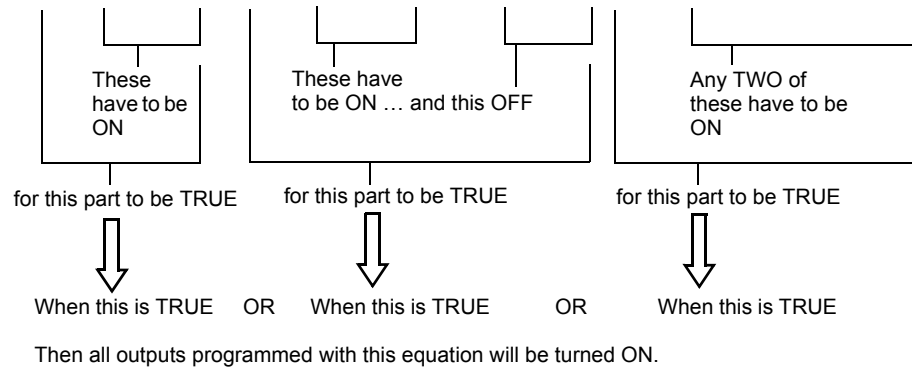 These
have to be
ON
These have
to be ON … and this OFF
Any TWO of
these have to be
ON
for this part to be TRUE
for this part to be TRUE
for this part to be TRUE
When this is TRUE OR When this is TRUE OR When this is TRUE
Then all outputs programmed with this equation will be turned ON.